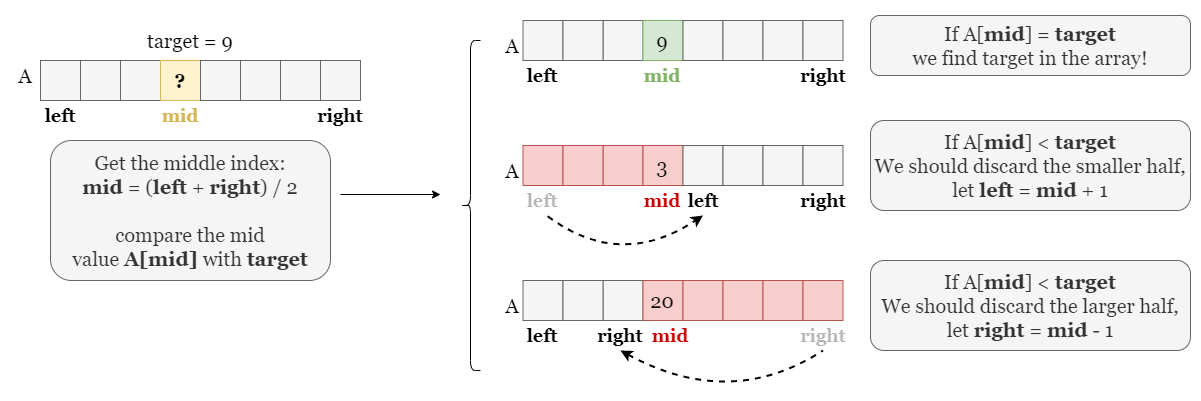 target = 9
A
?
left mid right
Get the middle index:
mid = (left + right) / 2
compare the mid
value A[mid] with target
A
9
left mid right
If A[mid] = target
we find target in the array!
A
3
left mid left right
If A[mid] < target
We should discard the smaller half,
let left = mid + 1
A
20
left right mid right
If A[mid] < target
We should discard the larger half,
let right = mid - 1